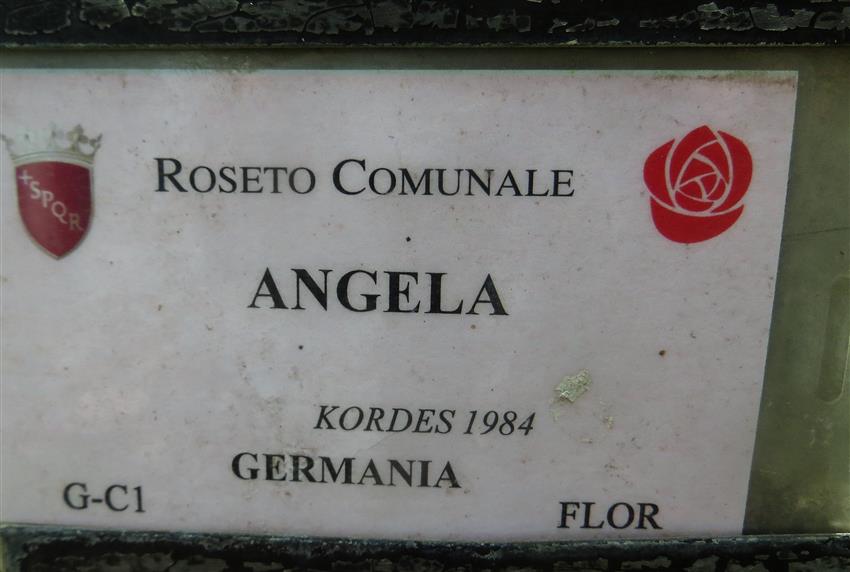 ROSETO COMUNALE
+SPQR
ANGELA
KORDES 1984
GERMANIA
G-C1
FLOR